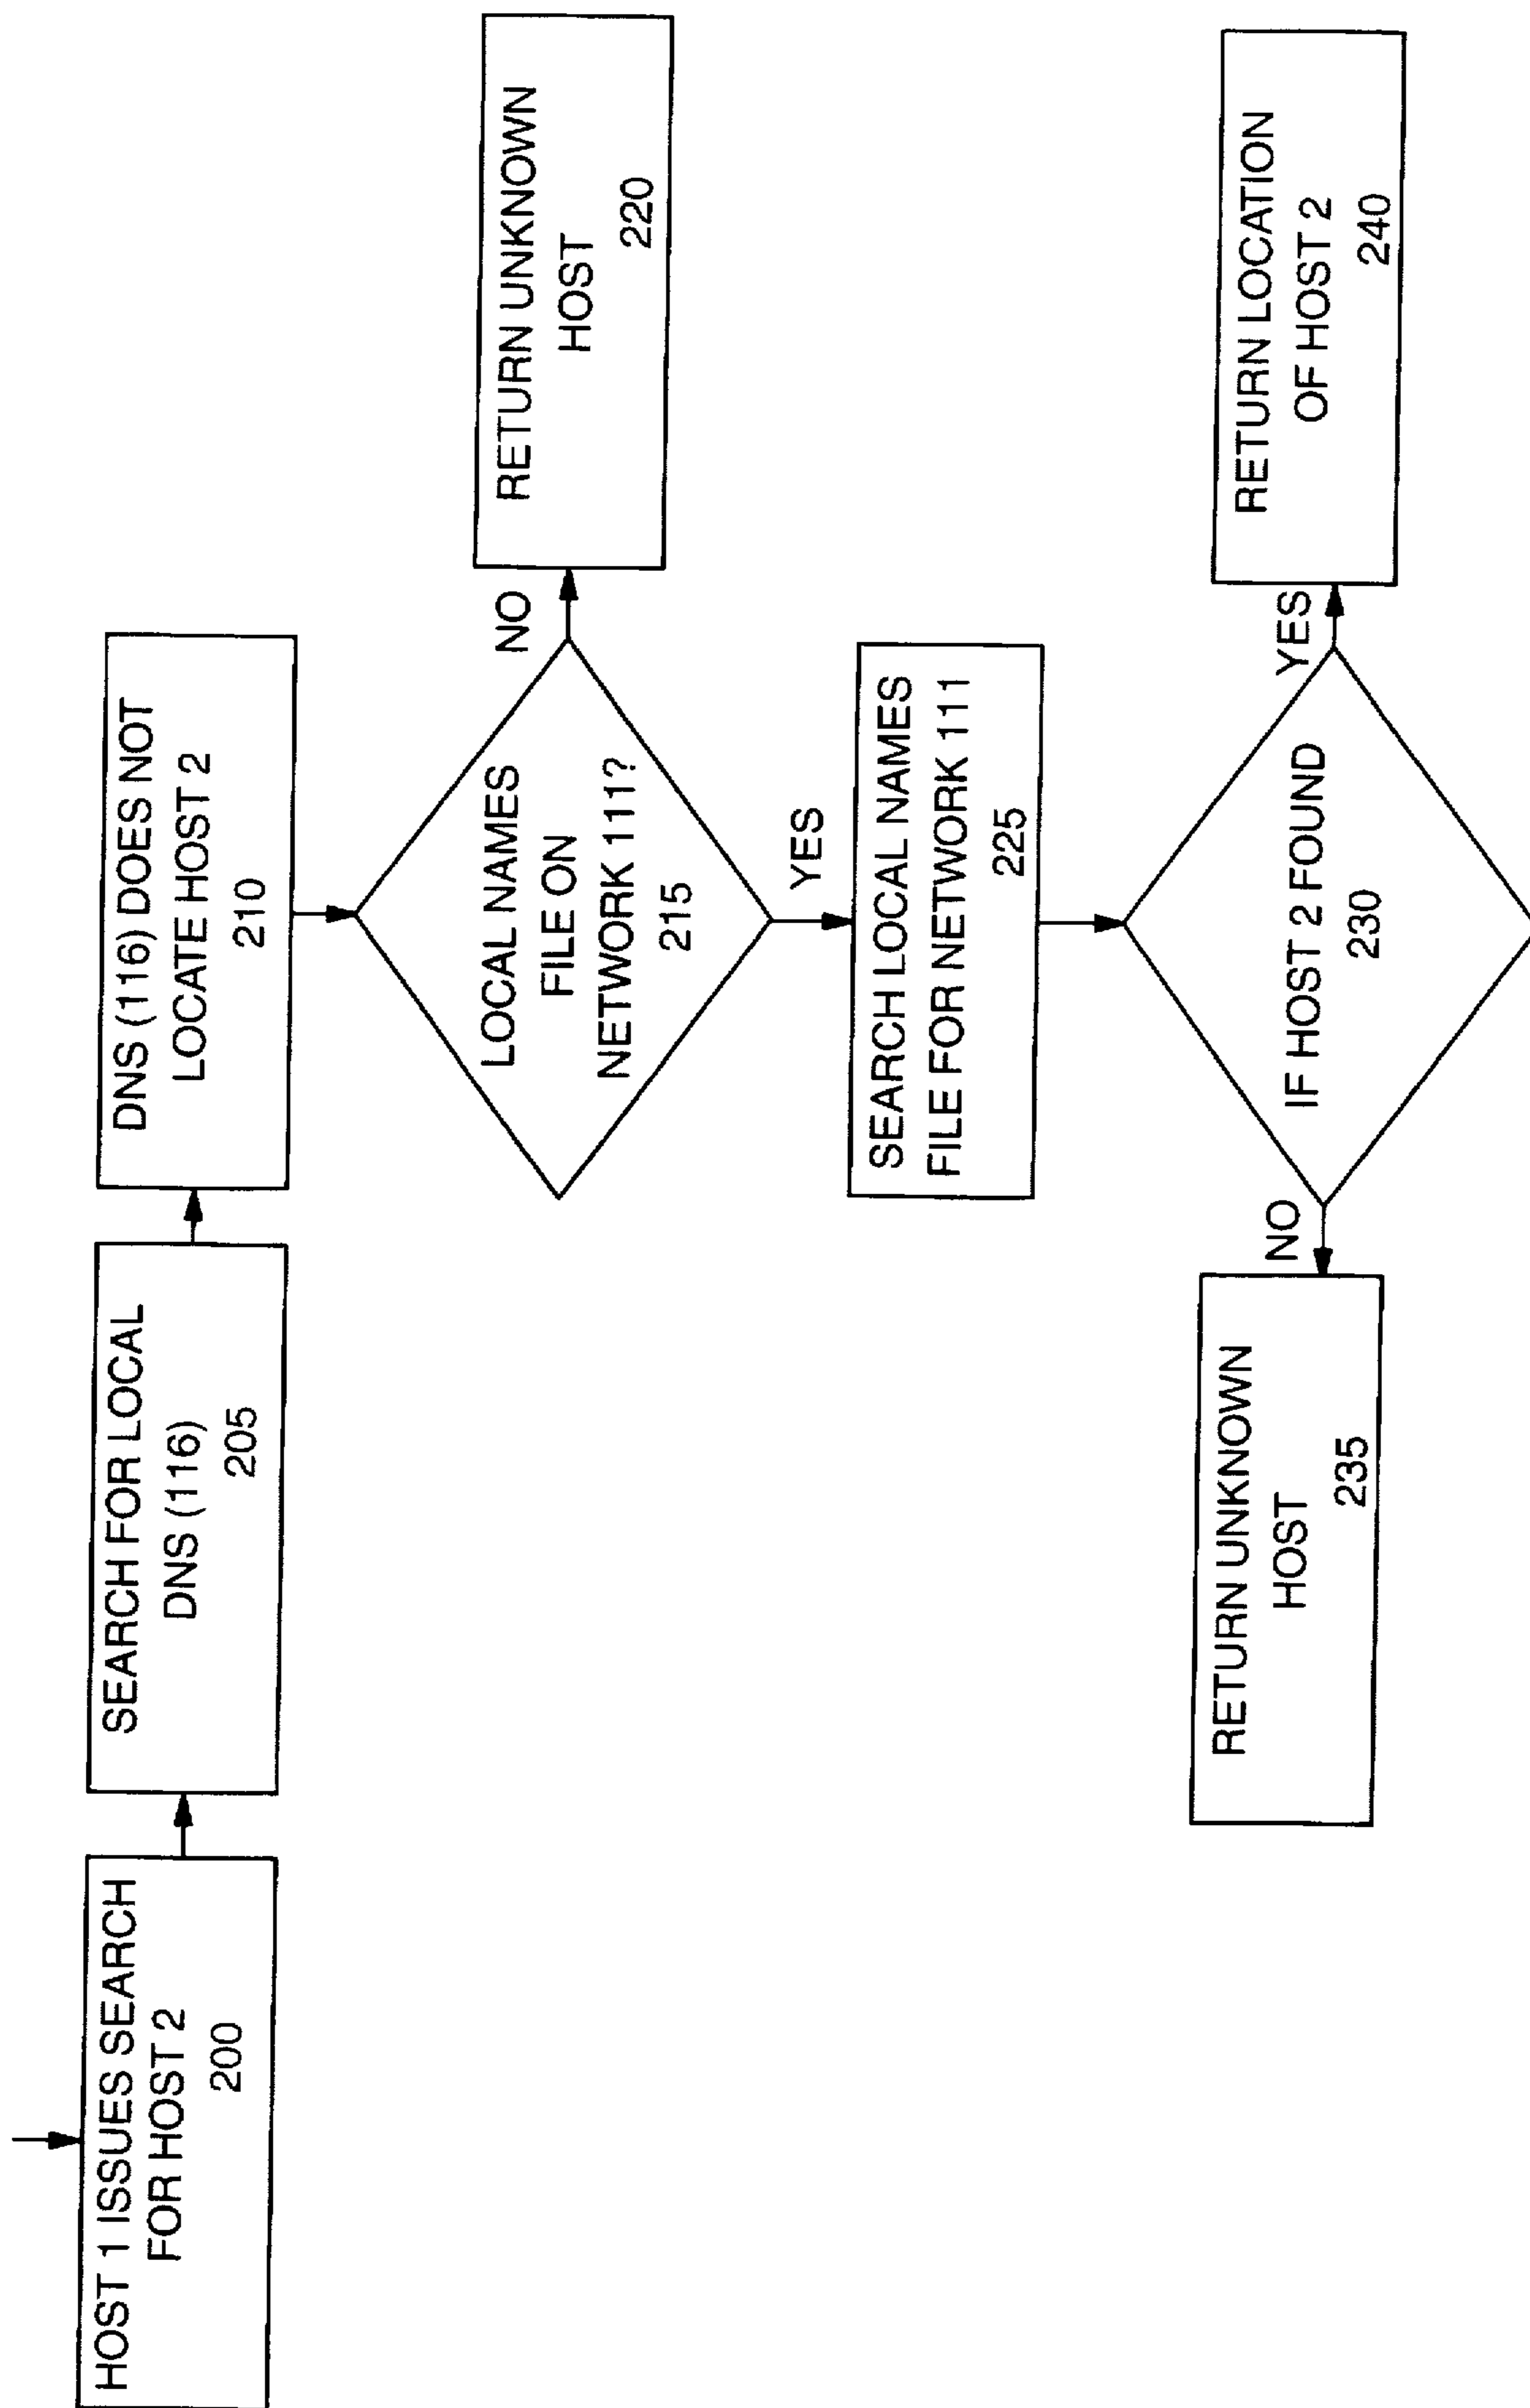 HOST 1 ISSUES SEARCH
FOR HOST 2
200
SEARCH FOR LOCAL
DNS (116)
205
DNS (116) DOES NOT
LOCATE HOST 2
210
LOCAL NAMES
FILE ON
NETWORK 111?
215
NO
RETURN UNKNOWN
HOST
220
YES
SEARCH LOCAL NAMES
FILE FOR NETWORK 111
225
IF HOST 2 FOUND
230
NO
RETURN UNKNOWN
HOST
235
YES
RETURN LOCATION
OF HOST 2
240